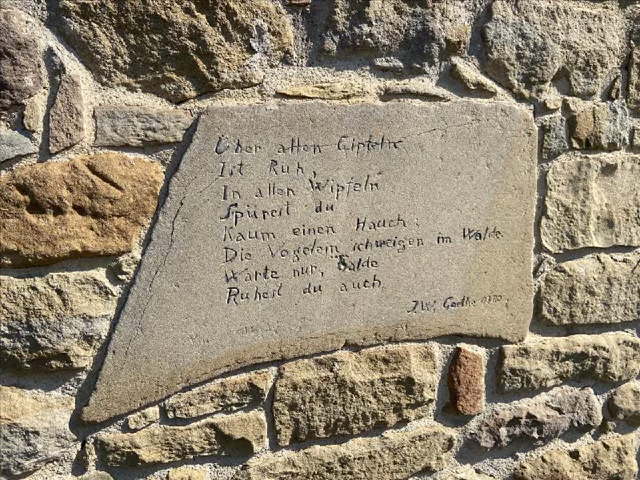 Über allen Gipfeln
Ist Ruh,
In allen Wipfeln
Spürest du
Kaum einen Hauch:
Die Vögelein schweigen im Walde.
Warte nur, balde
Ruhest du auch.
J.W. Goethe 1780